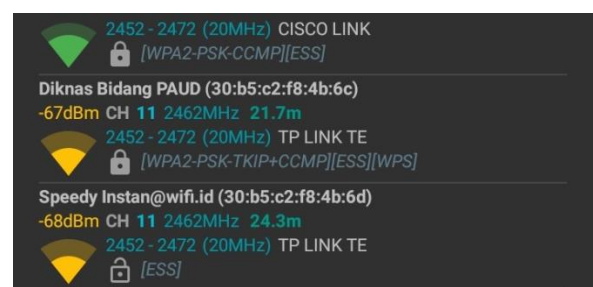 2452 - 2472 (20MHz) CISCO LINK
[WPA2-PSK-CCMP][ESS]
Diknas Bidang PAUD (30:b5:c2:f8:4b:6c)
-67dBm CH 11 2462MHz 21.7m
2452 - 2472 (20MHz) TP LINK TE
[WPA2-PSK-TKIP+CCMP][ESS][WPS]
Speedy Instan@wifi.id (30:b5:c2:f8:4b:6d)
-68dBm CH 11 2462MHz 24.3m
2452 - 2472 (20MHz) TP LINK TE
[ESS]